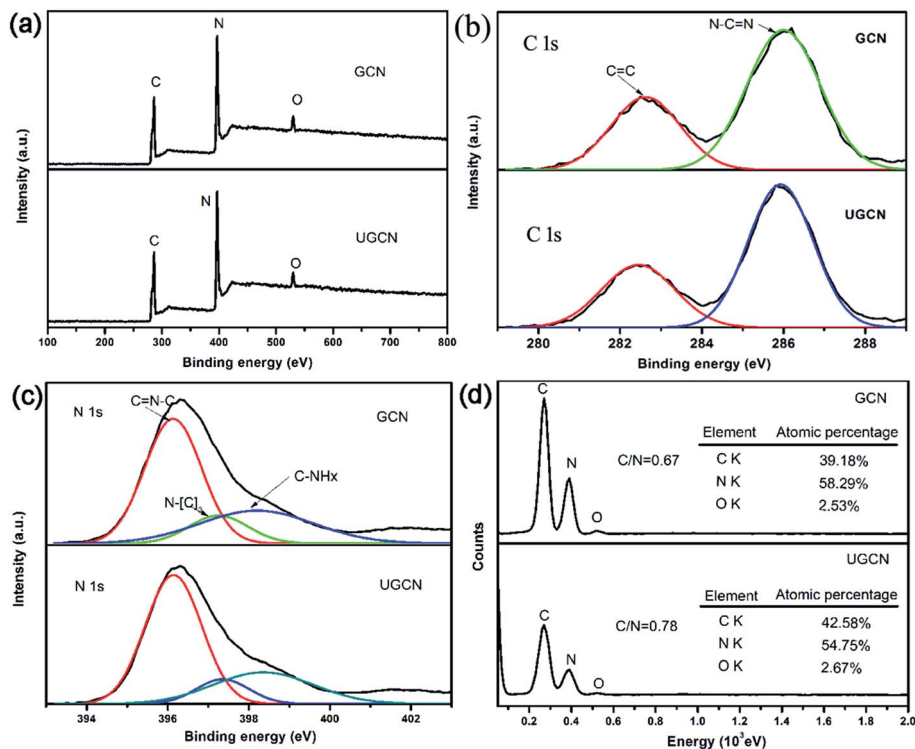 (a)
N
GCN
C
O
N
UGCN
C
O
Intensity (a.u.)
100 200 300 400 500 600 700 800
Binding energy (eV)
(b)
N-C=N
GCN
C 1s
C=C
UGCN
C 1s
Intensity (a.u.)
280 282 284 286 288
Binding energy (eV)
(c)
N 1s
C=N-C
GCN
C-NHx
N-[C]3
N 1s
UGCN
Intensity (a.u.)
394 396 398 400 402
Binding energy (eV)
(d)
C
GCN
Element Atomic percentage
C/N=0.67
C K 39.18%
N
N K 58.29%
O K 2.53%
O
UGCN
Element Atomic percentage
C
C/N=0.78
C K 42.58%
N
N K 54.75%
O K 2.67%
O
Counts
0.2 0.4 0.6 0.8 1.0 1.2 1.4 1.6 1.8 2.0
Energy (10³eV)